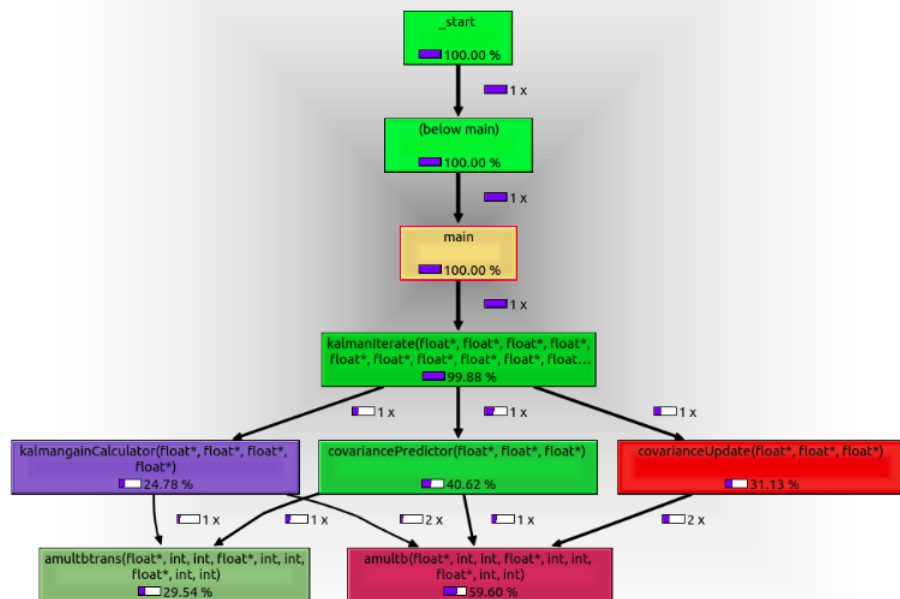 _start
100.00 %
1 x
(below main)
100.00 %
1 x
main
100.00 %
1 x
kalmanIterate(float*, float*, float*, float*,
float*, float*, float*, float*, float*, float...
99.88 %
1 x
1 x
1 x
kalmangainCalculator(float*, float*, float*,
float*)
24.78 %
covariancePredictor(float*, float*, float*)
40.62 %
covarianceUpdate(float*, float*, float*)
31.13 %
1 x
1 x
2 x
1 x
2 x
amultbtrans(float*, int, int, float*, int, int,
float*, int, int)
29.54 %
amultb(float*, int, int, float*, int, int,
float*, int, int)
59.60 %